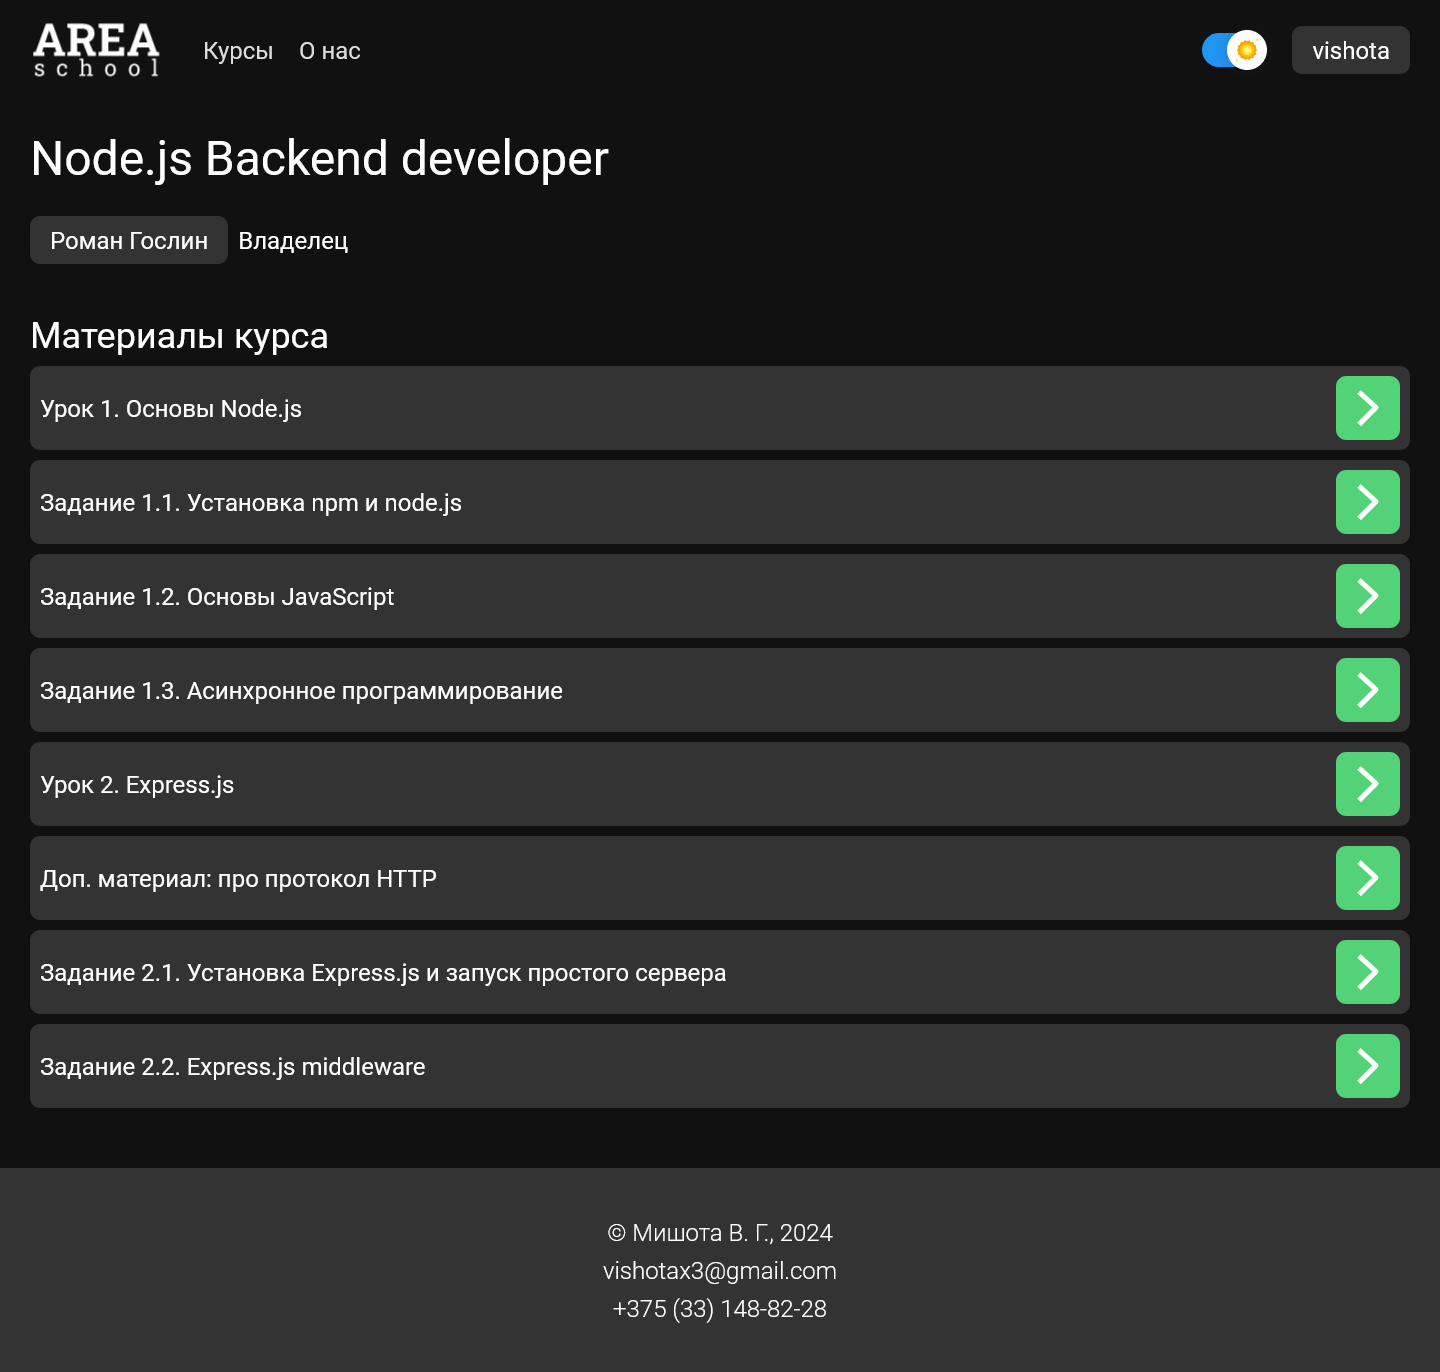 AREA
school
Курсы
О нас
vishota
Node.js Backend developer
Роман Гослин
Владелец
Материалы курса
Урок 1. Основы Node.js
Задание 1.1. Установка npm и node.js
Задание 1.2. Основы JavaScript
Задание 1.3. Асинхронное программирование
Урок 2. Express.js
Доп. материал: про протокол HTTP
Задание 2.1. Установка Express.js и запуск простого сервера
Задание 2.2. Express.js middleware
© Мишота В. Г., 2024
vishotax3@gmail.com
+375 (33) 148-82-28